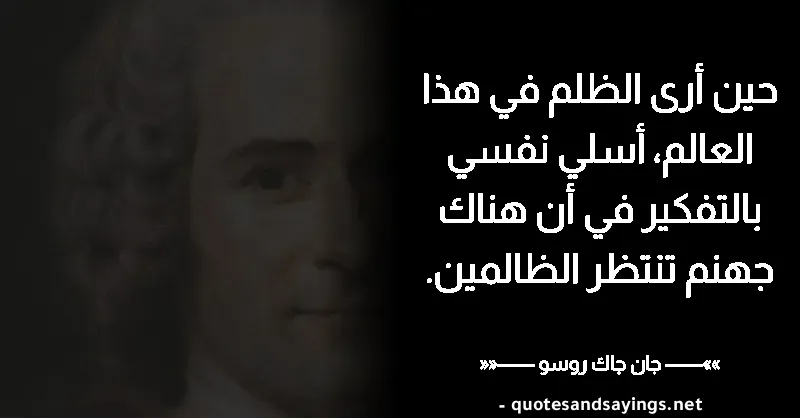 حين أرى الظلم في هذا
العالم، أسلي نفسي
بالتفكير في أن هناك
جهنم تنتظر الظالمين.
»»—— جان جاك روسو ——««
- quotesandsayings.net